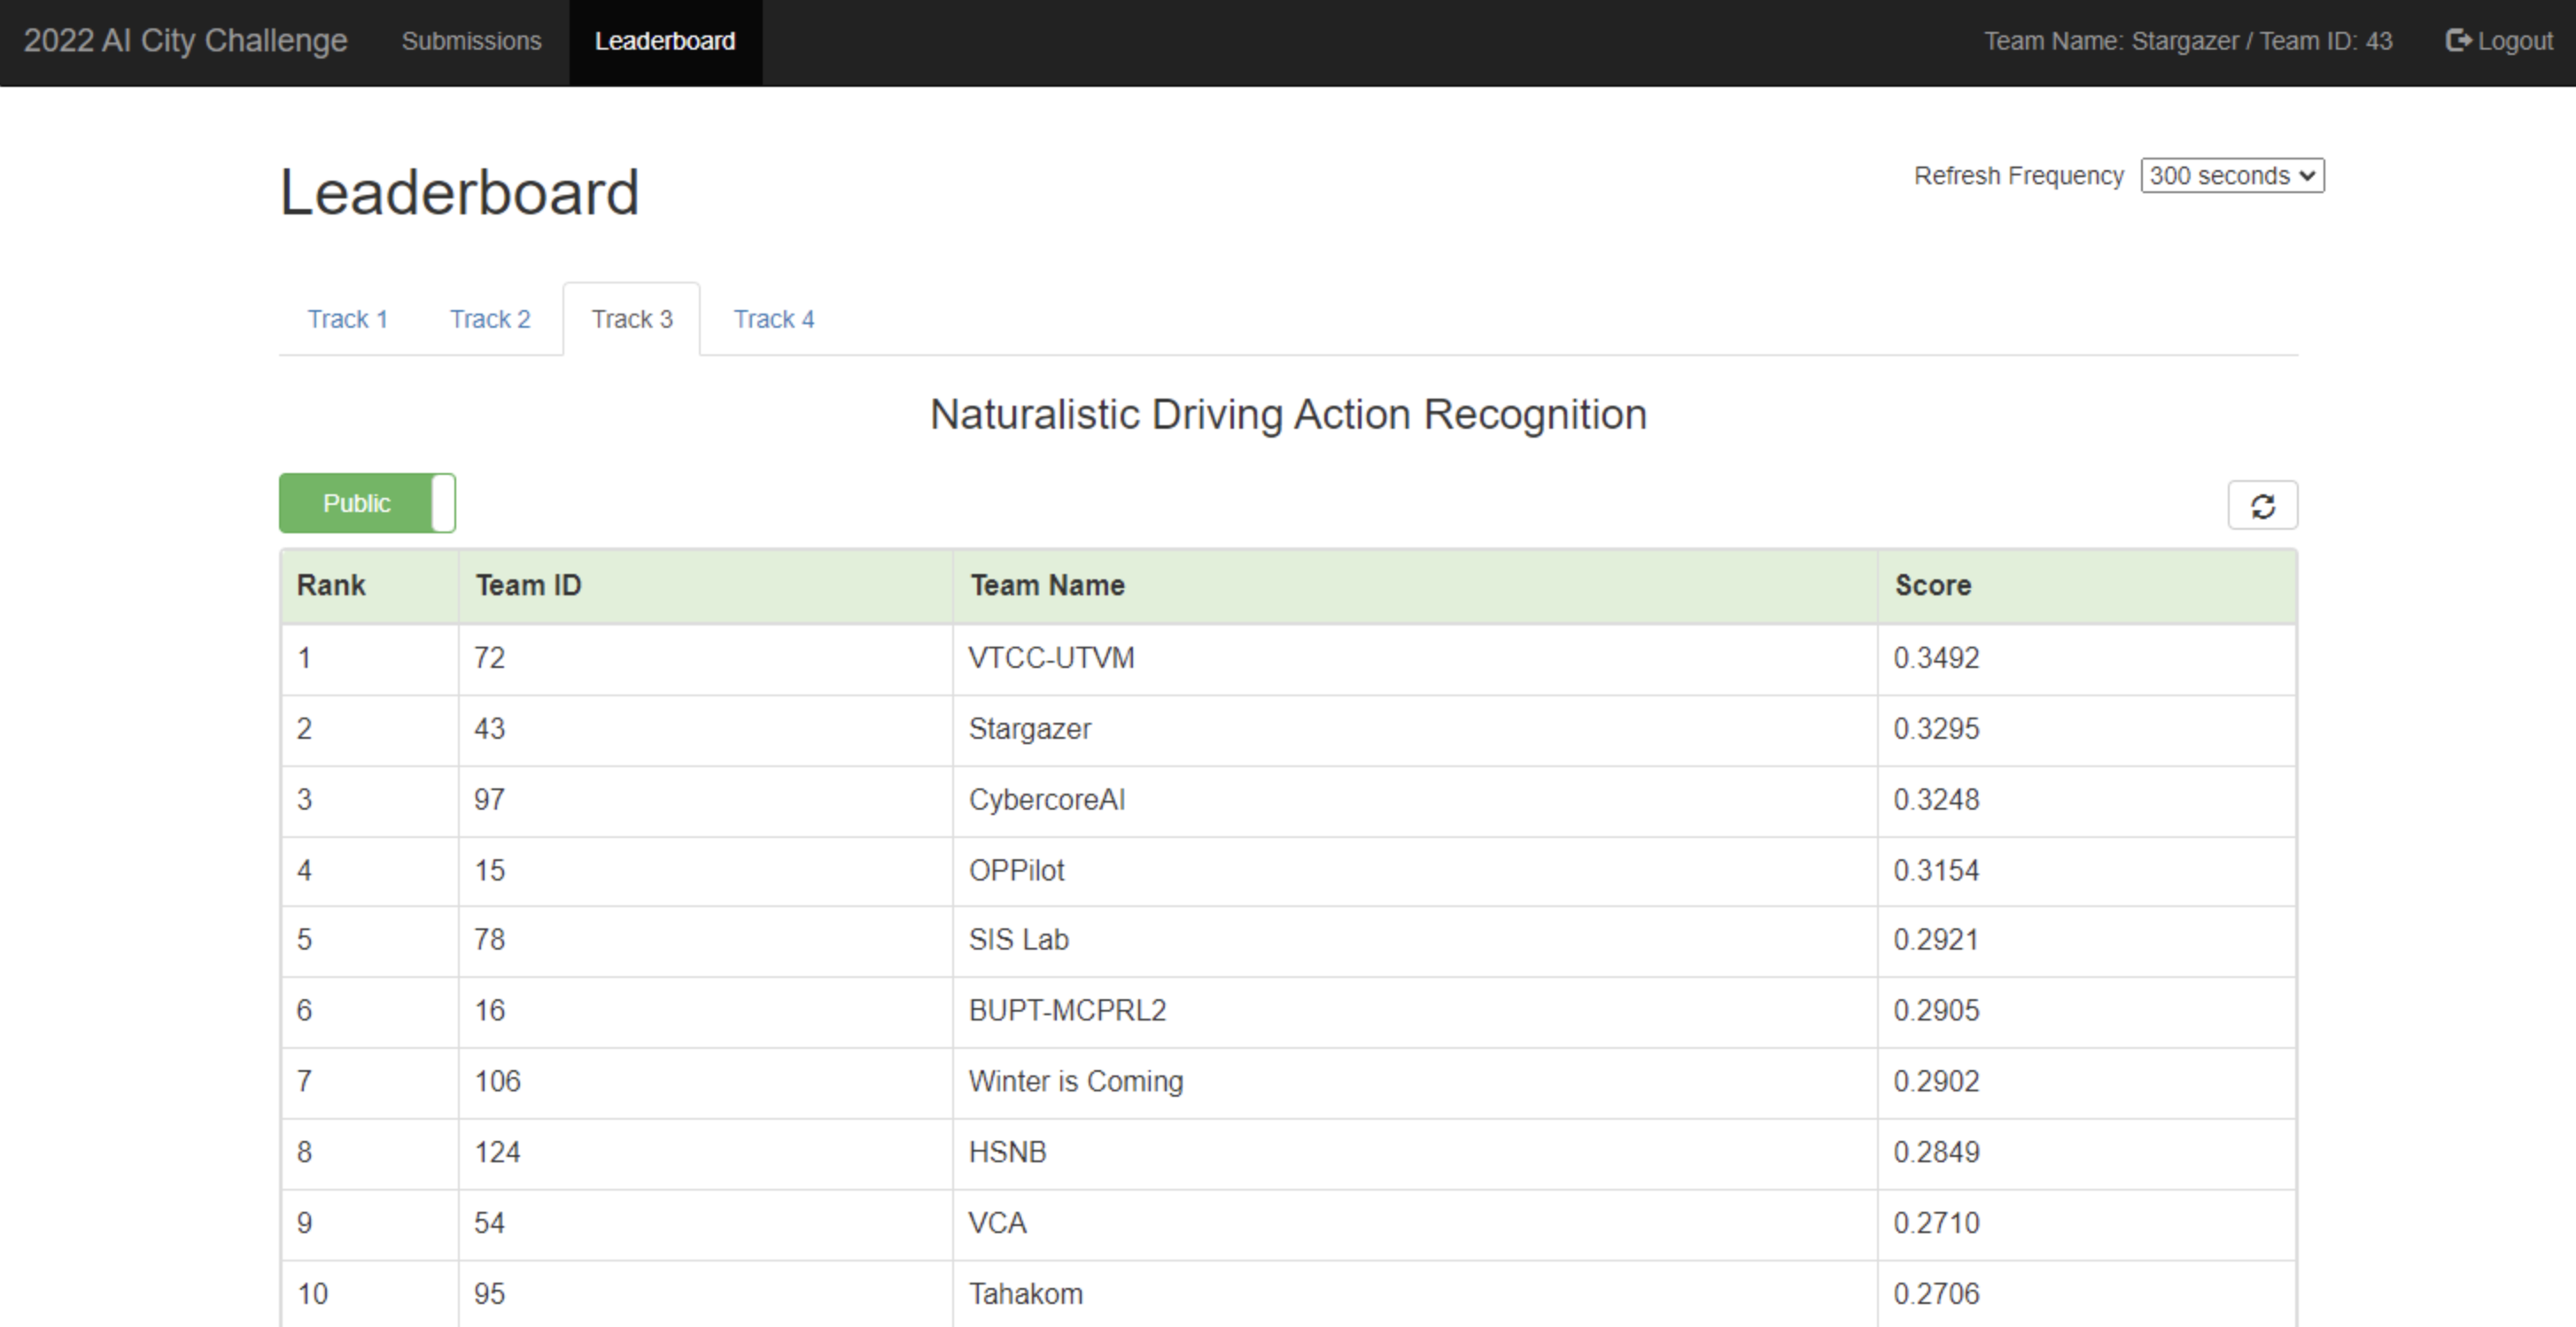 2022 AI City Challenge Submissions Leaderboard Team Name: Stargazer / Team ID: 43 Logout
Leaderboard
Refresh Frequency 300 seconds
Track 1 Track 2 Track 3 Track 4
Naturalistic Driving Action Recognition
Public
Rank Team ID Team Name Score
1 72 VTCC-UTVM 0.3492
2 43 Stargazer 0.3295
3 97 CybercoreAI 0.3248
4 15 OPPilot 0.3154
5 78 SIS Lab 0.2921
6 16 BUPT-MCPRL2 0.2905
7 106 Winter is Coming 0.2902
8 124 HSNB 0.2849
9 54 VCA 0.2710
10 95 Tahakom 0.2706